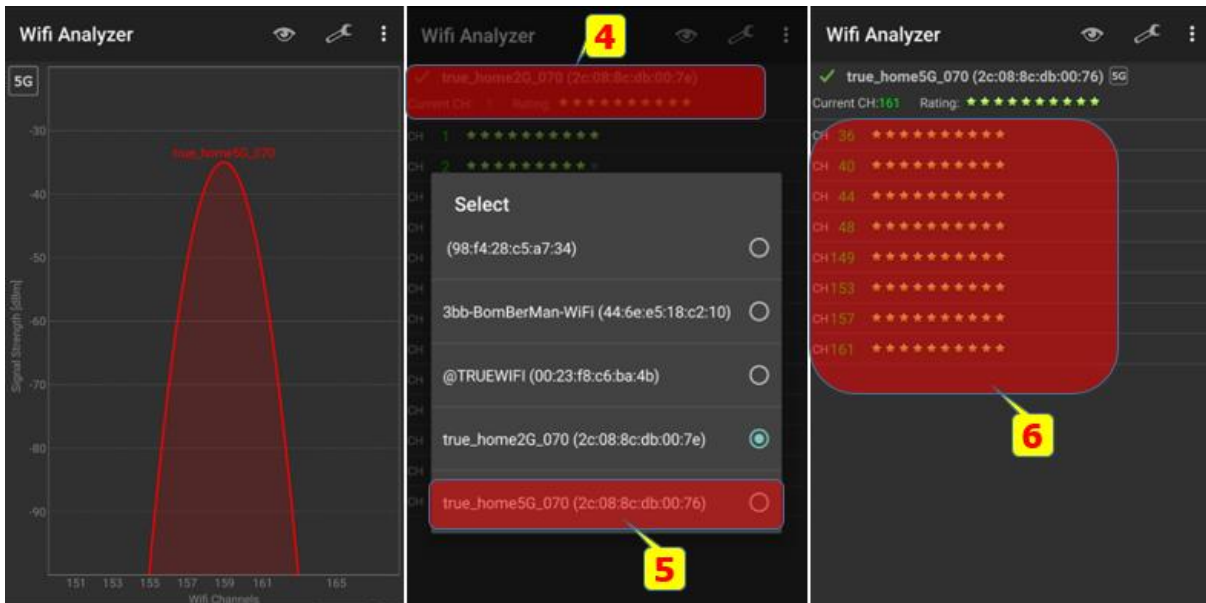 Wifi Analyzer
5G
-30
true_home5G_070
-40
-50
-60
-70
-80
-90
Signal Strength [dBm]
151 153 155 157 159 161 165
Wifi Channels
Wifi Analyzer
4
true_home2G_070 (2c:08:8c:db:00:7e)
Current CH: 1 Rating: ★★★★★★★★★★
CH 1 ★★★★★★★★★★
CH 2 ★★★★★★★★★★
CH
CH
CH
CH
CH
CH
CH
CH
CH
CH
CH
Select
(98:f4:28:c5:a7:34)
3bb-BomBerMan-WiFi (44:6e:e5:18:c2:10)
@TRUEWIFI (00:23:f8:c6:ba:4b)
true_home2G_070 (2c:08:8c:db:00:7e)
true_home5G_070 (2c:08:8c:db:00:76)
5
Wifi Analyzer
true_home5G_070 (2c:08:8c:db:00:76) 5G
Current CH:161 Rating: ★★★★★★★★★★
CH 36 ★★★★★★★★★★
CH 40 ★★★★★★★★★★
CH 44 ★★★★★★★★★★
CH 48 ★★★★★★★★★★
CH149 ★★★★★★★★★★
CH153 ★★★★★★★★★★
CH157 ★★★★★★★★★★
CH161 ★★★★★★★★★★
6